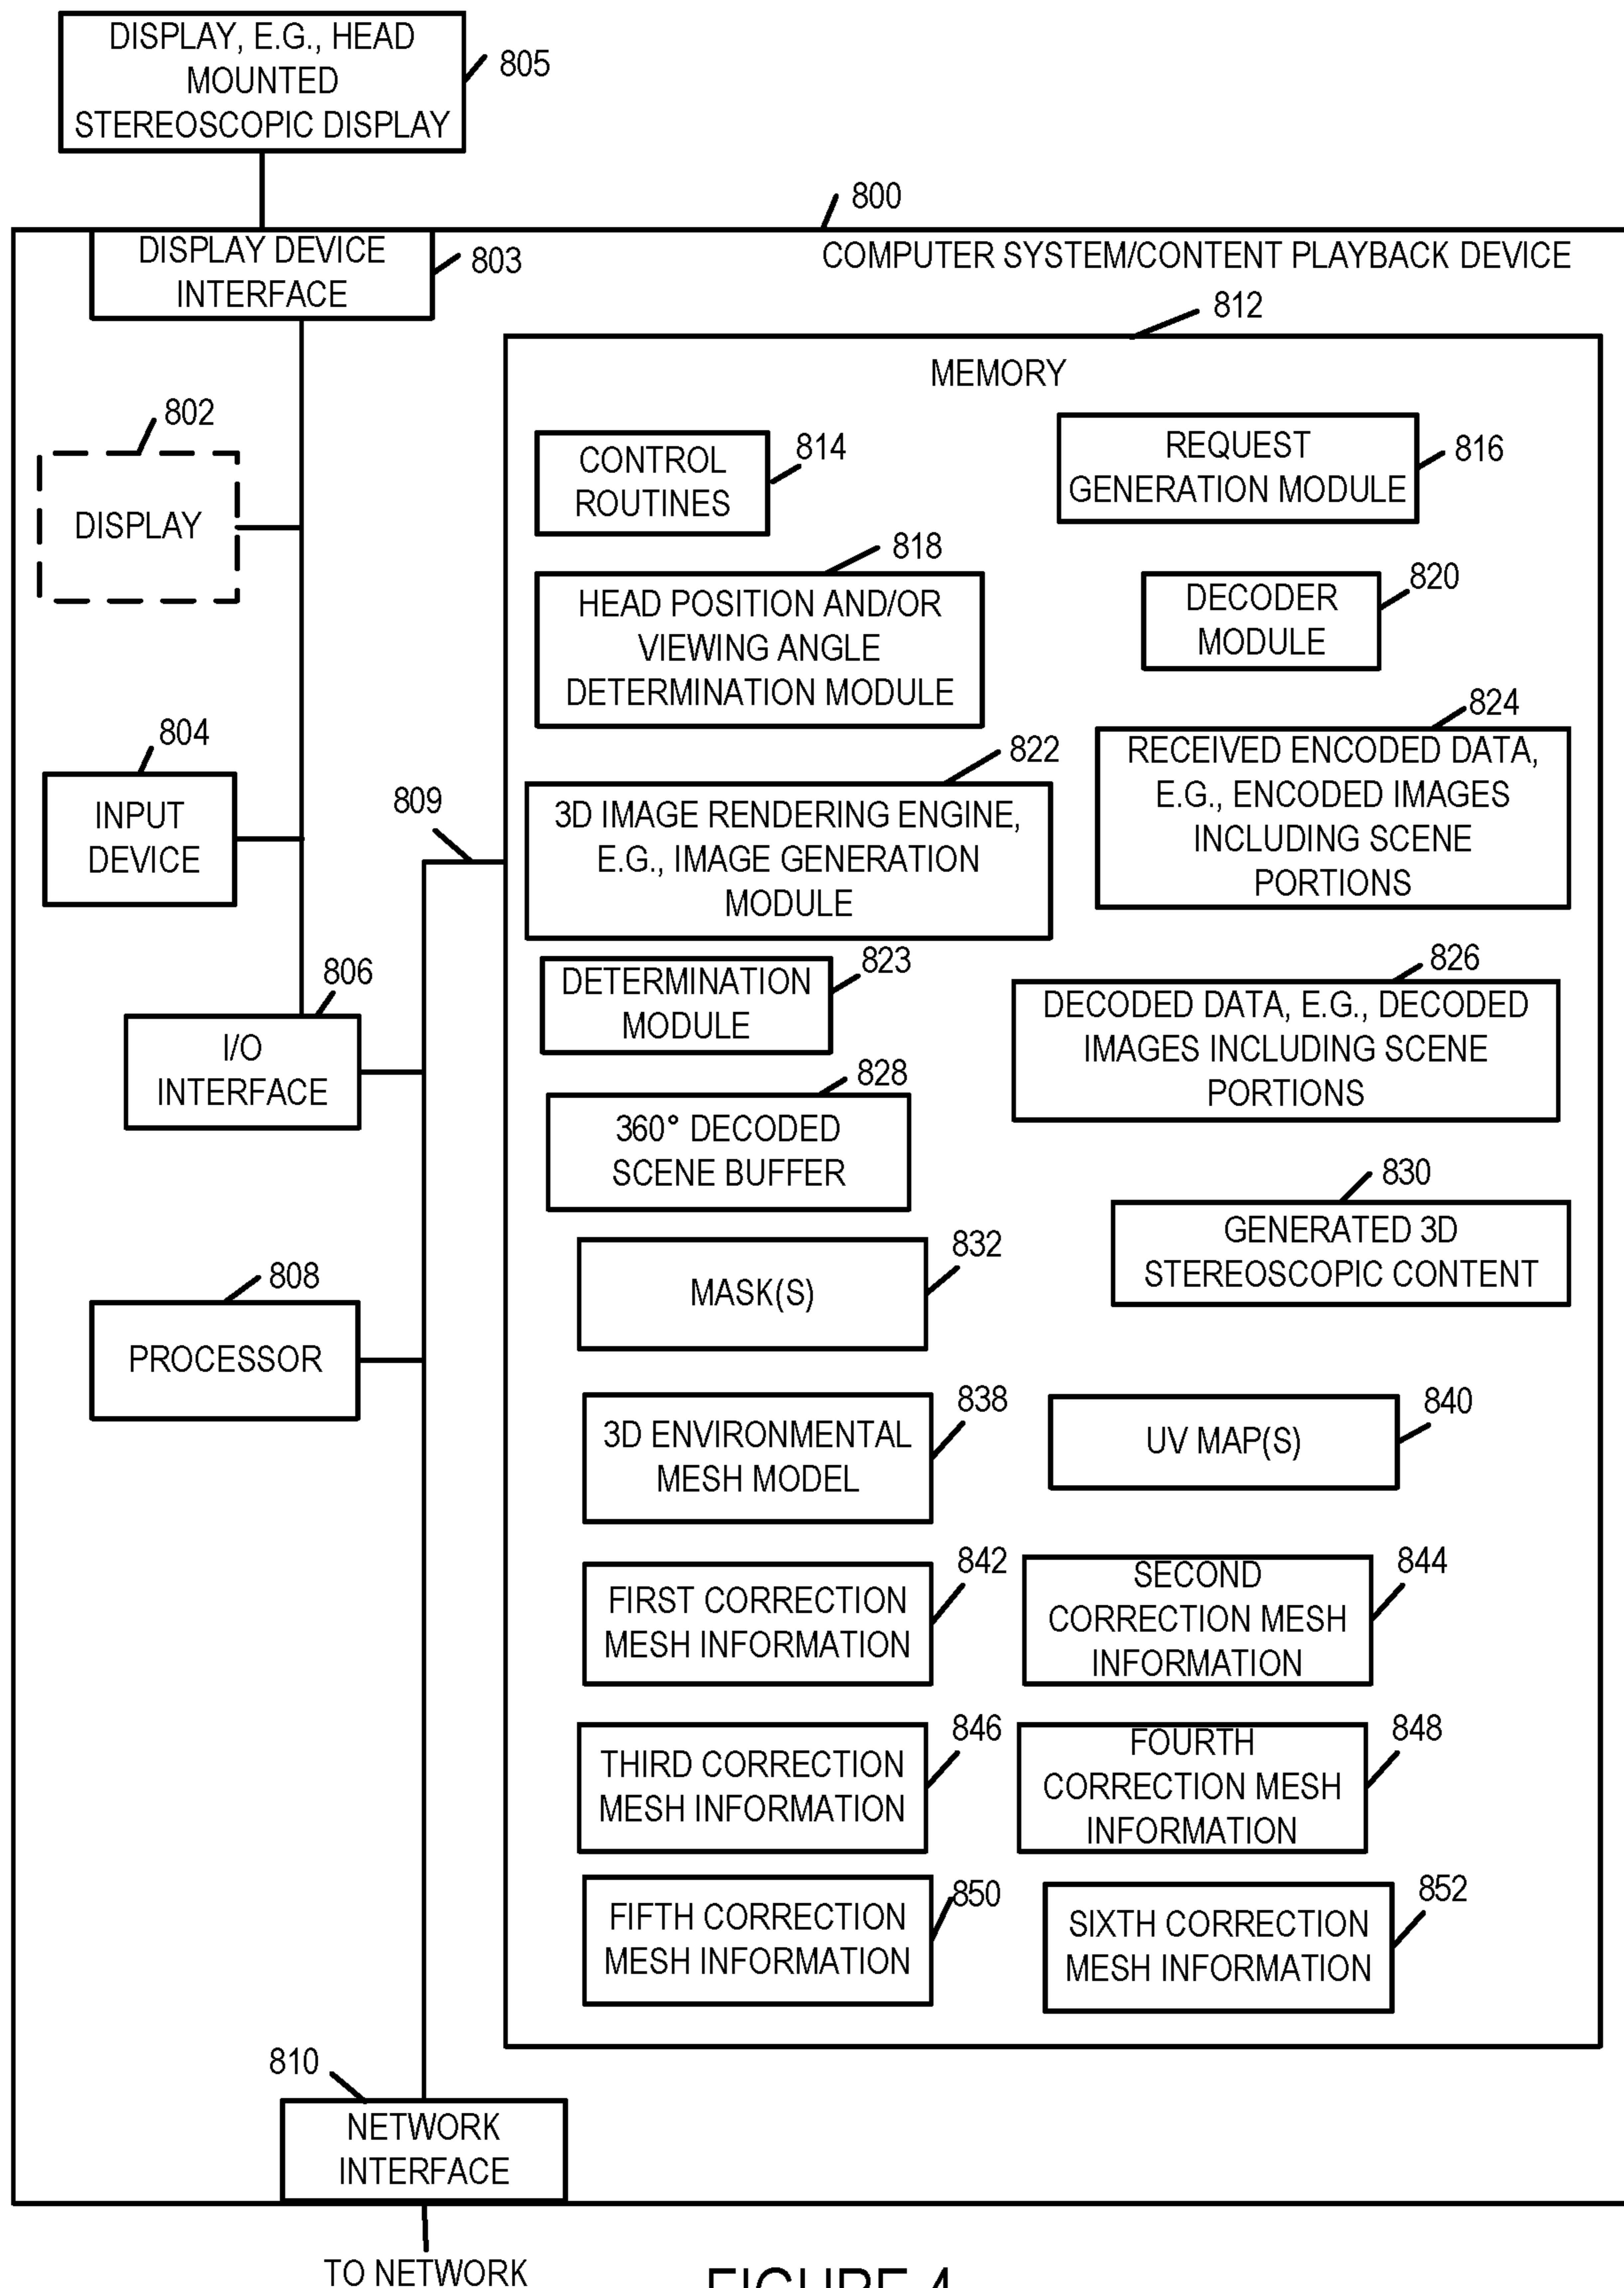 DISPLAY, E.G., HEAD
MOUNTED
STEREOSCOPIC DISPLAY
805
800
DISPLAY DEVICE
INTERFACE
803
COMPUTER SYSTEM/CONTENT PLAYBACK DEVICE
812
MEMORY
802
DISPLAY
CONTROL
ROUTINES
814
REQUEST
GENERATION MODULE
816
818
HEAD POSITION AND/OR
VIEWING ANGLE
DETERMINATION MODULE
DECODER
MODULE
820
804
INPUT
DEVICE
809
822
3D IMAGE RENDERING ENGINE,
E.G., IMAGE GENERATION
MODULE
824
RECEIVED ENCODED DATA,
E.G., ENCODED IMAGES
INCLUDING SCENE
PORTIONS
806
I/O
INTERFACE
DETERMINATION
MODULE
823
826
DECODED DATA, E.G., DECODED
IMAGES INCLUDING SCENE
PORTIONS
828
360° DECODED
SCENE BUFFER
830
GENERATED 3D
STEREOSCOPIC CONTENT
808
PROCESSOR
MASK(S)
832
3D ENVIRONMENTAL
MESH MODEL
838
UV MAP(S)
840
FIRST CORRECTION
MESH INFORMATION
842
SECOND
CORRECTION MESH
INFORMATION
844
THIRD CORRECTION
MESH INFORMATION
846
FOURTH
CORRECTION MESH
INFORMATION
848
FIFTH CORRECTION
MESH INFORMATION
850
SIXTH CORRECTION
MESH INFORMATION
852
810
NETWORK
INTERFACE
TO NETWORK
FIGURE 4